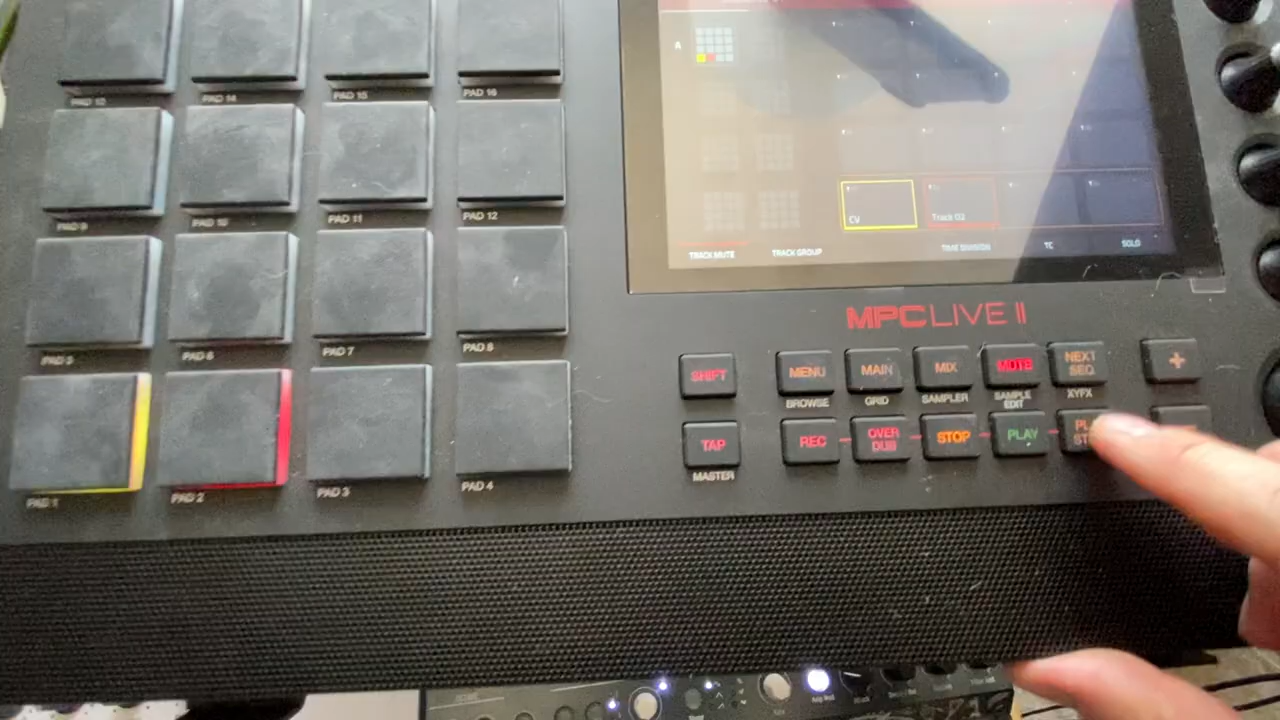 PAD 13 PAD 14 PAD 15 PAD 16
PAD 9 PAD 10 PAD 11 PAD 12
PAD 5 PAD 6 PAD 7 PAD 8
PAD 1 PAD 2 PAD 3 PAD 4
A
CV Track 02
TRACK MUTE TRACK GROUP TIME DIVISION TC SOLO
MPC LIVE II
SHIFT MENU MAIN MIX MUTE NEXT SEQ +
BROWSE GRID SAMPLER SAMPLE EDIT XYFX
TAP REC OVER DUB STOP PLAY
MASTER